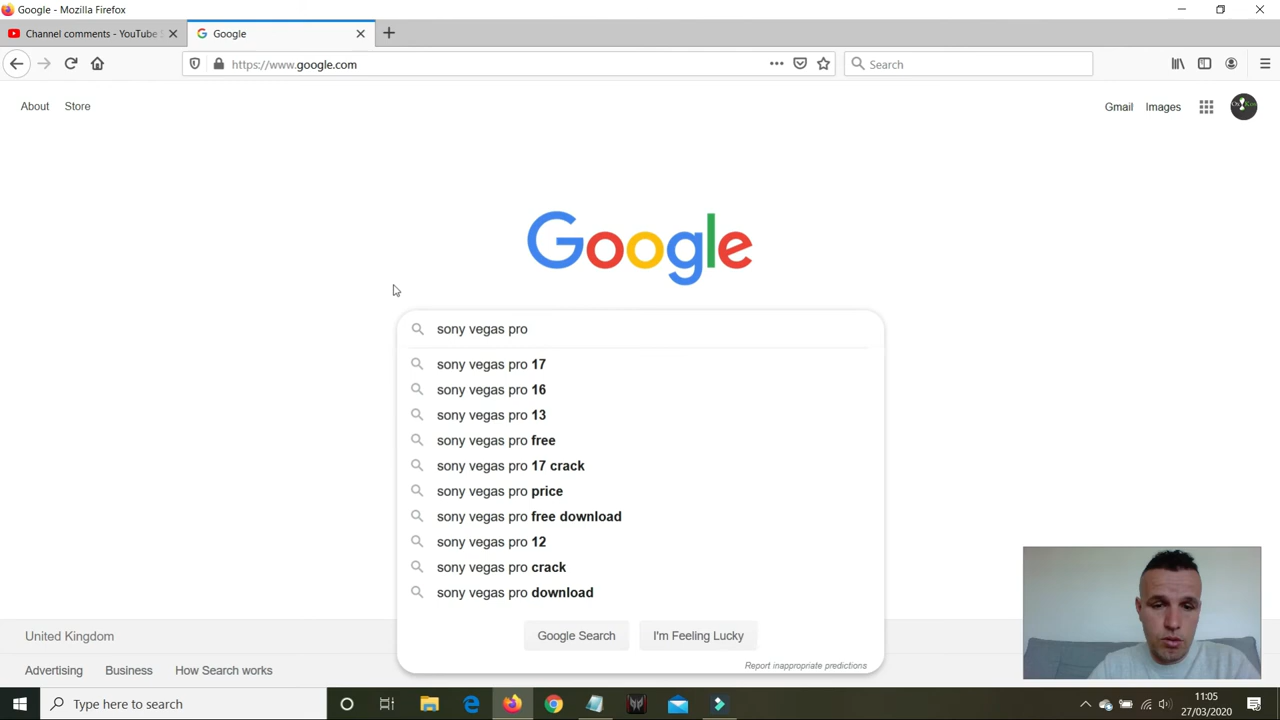 Google - Mozilla Firefox
Channel comments - YouTube
Google
https://www.google.com
Search
About
Store
Gmail
Images
Google
sony vegas pro
sony vegas pro 17
sony vegas pro 16
sony vegas pro 13
sony vegas pro free
sony vegas pro 17 crack
sony vegas pro price
sony vegas pro free download
sony vegas pro 12
sony vegas pro crack
sony vegas pro download
Google Search
I'm Feeling Lucky
Report inappropriate predictions
United Kingdom
Advertising
Business
How Search works
Type here to search
11:05
27/03/2020